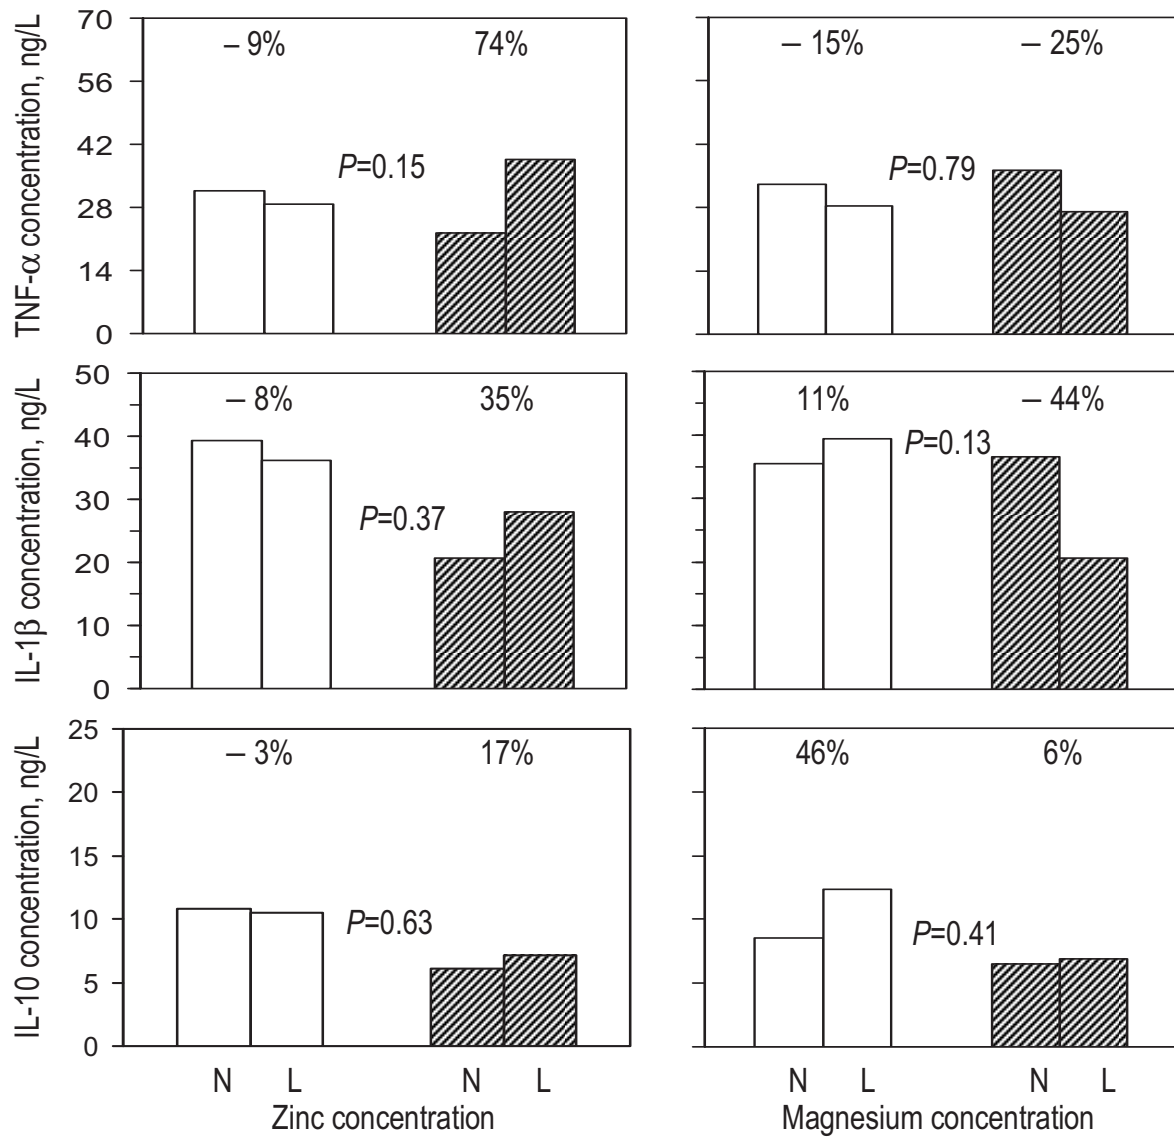 TNF-α concentration, ng/L
70
56
42
28
14
0
– 9%
74%
P=0.15
– 15%
– 25%
P=0.79
IL-1β concentration, ng/L
50
40
30
20
10
0
– 8%
35%
P=0.37
11%
– 44%
P=0.13
IL-10 concentration, ng/L
25
20
15
10
5
0
– 3%
17%
P=0.63
46%
6%
P=0.41
N L N L
Zinc concentration
N L N L
Magnesium concentration